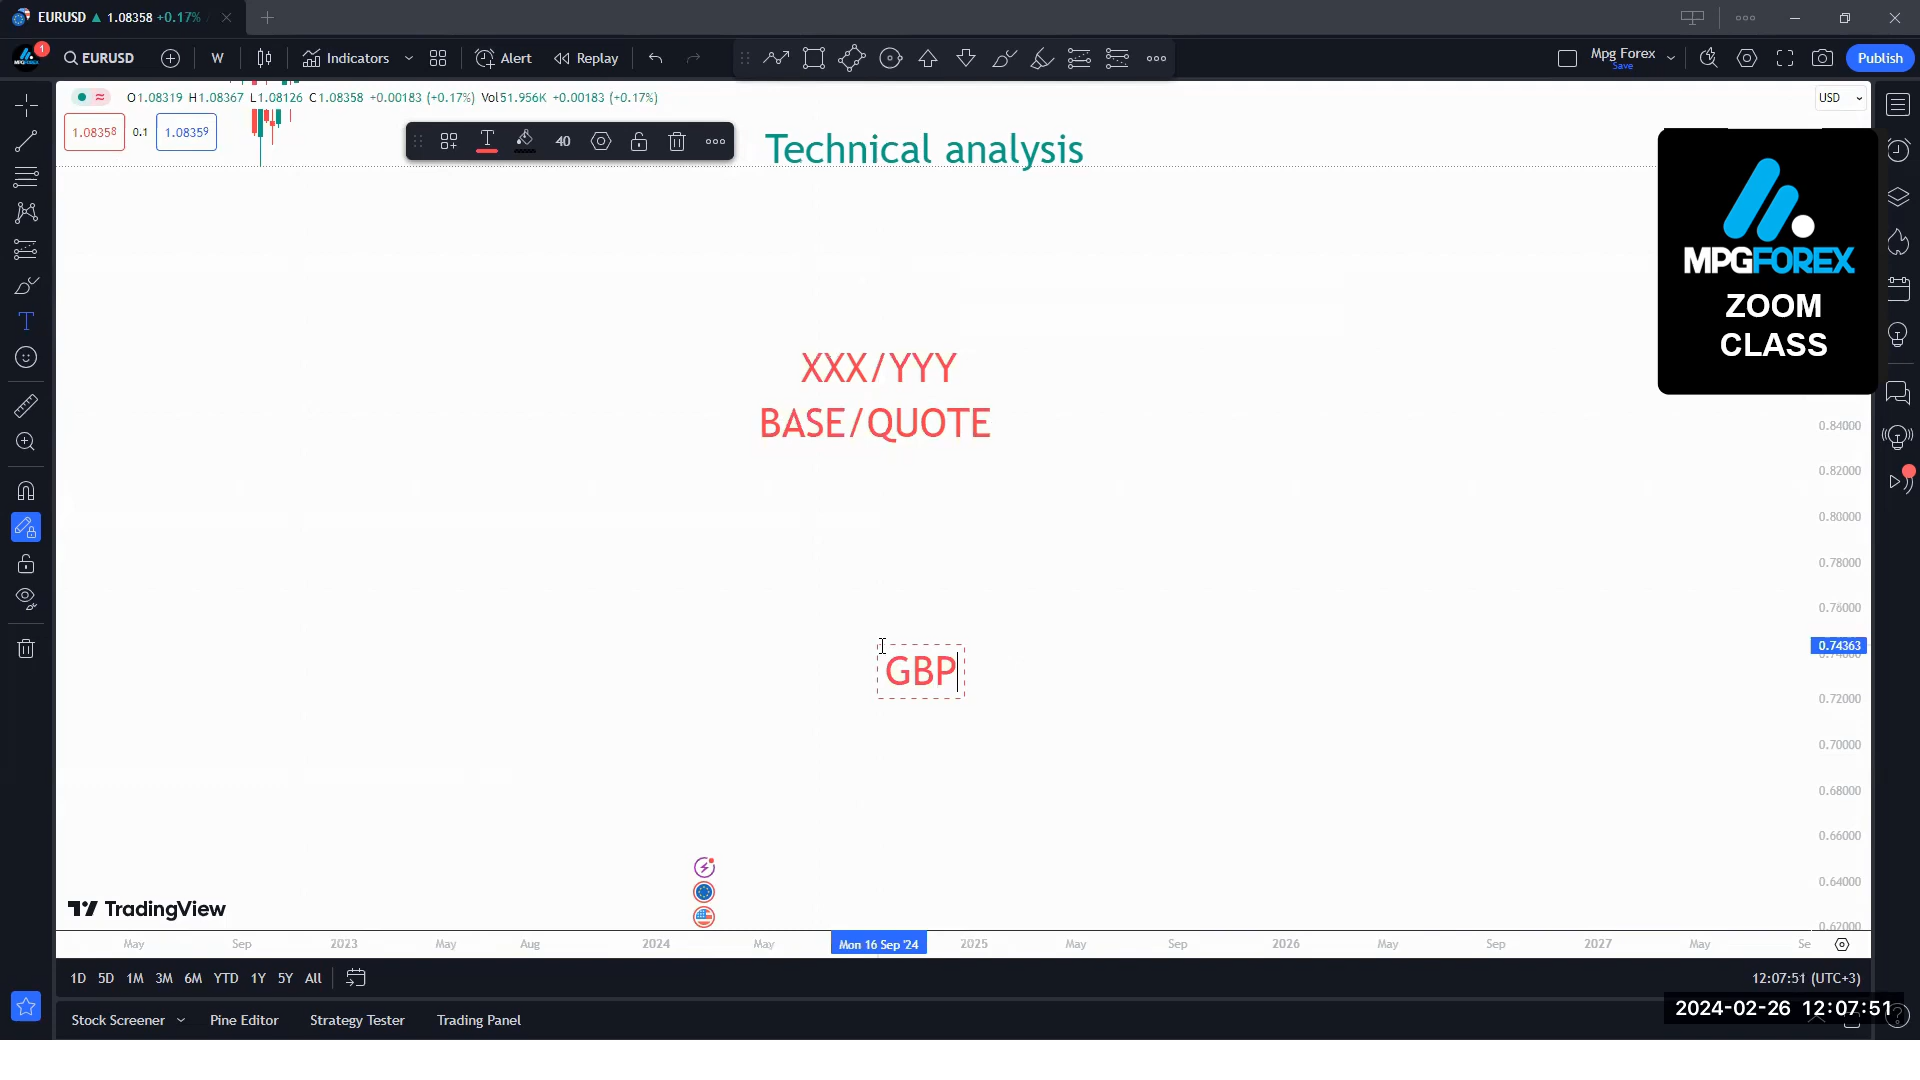 EURUSD ▲ 1.08358 +0.17%
1 EURUSD W Indicators Alert Replay Mpg Forex Save Publish
MPGFOREX
O1.08319 H1.08367 L1.08126 C1.08358 +0.00183 (+0.17%) Vol51.956K +0.00183 (+0.17%)
USD
1.08358 0.1 1.08359
T 40
Technical analysis
MPGFOREX
ZOOM
CLASS
XXX/YYY
BASE/QUOTE
GBP
0.84000
0.82000
0.80000
0.78000
0.76000
0.74363
0.72000
0.70000
0.68000
0.66000
0.64000
0.62000
TradingView
May Sep 2023 May Aug 2024 May Mon 16 Sep '24 2025 May Sep 2026 May Sep 2027 May Se
1D 5D 1M 3M 6M YTD 1Y 5Y All
12:07:51 (UTC+3)
Stock Screener Pine Editor Strategy Tester Trading Panel
2024-02-26 12:07:51